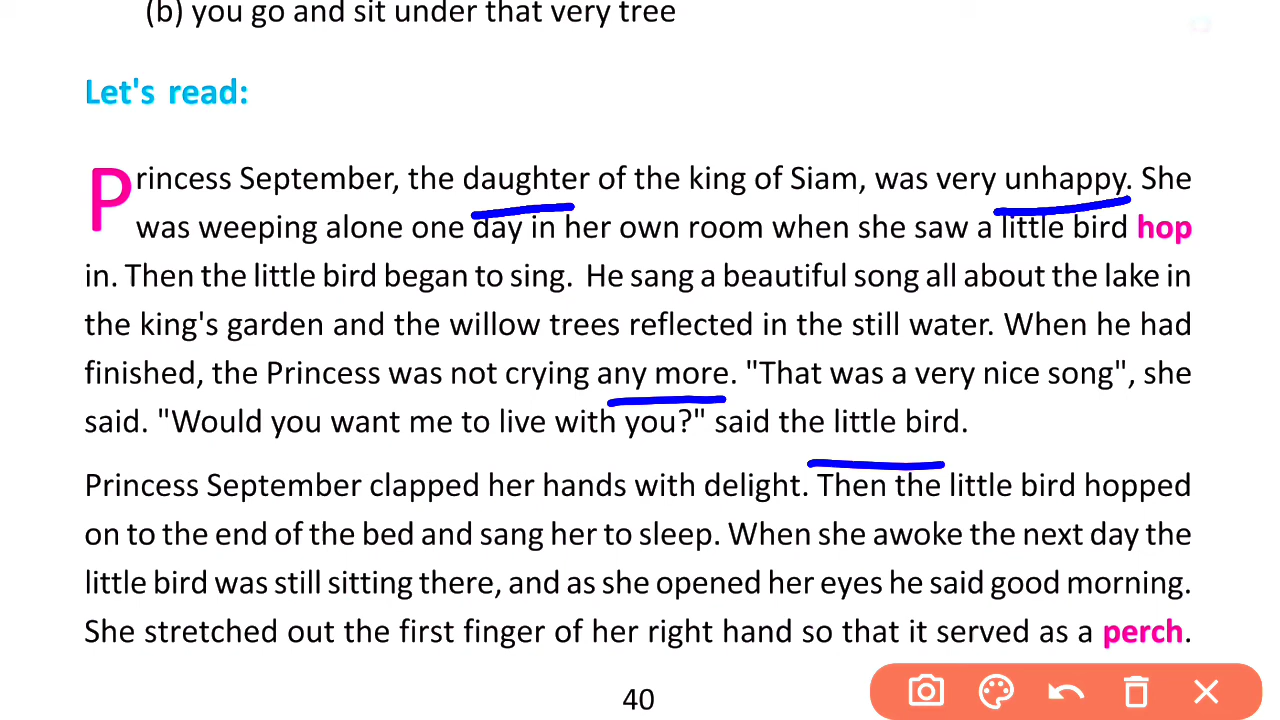 (b) you go and sit under that very tree
Let's read:
Princess September, the daughter of the king of Siam, was very unhappy. She
was weeping alone one day in her own room when she saw a little bird hop
in. Then the little bird began to sing. He sang a beautiful song all about the lake in
the king's garden and the willow trees reflected in the still water. When he had
finished, the Princess was not crying any more. "That was a very nice song", she
said. "Would you want me to live with you?" said the little bird.
Princess September clapped her hands with delight. Then the little bird hopped
on to the end of the bed and sang her to sleep. When she awoke the next day the
little bird was still sitting there, and as she opened her eyes he said good morning.
She stretched out the first finger of her right hand so that it served as a perch.
40